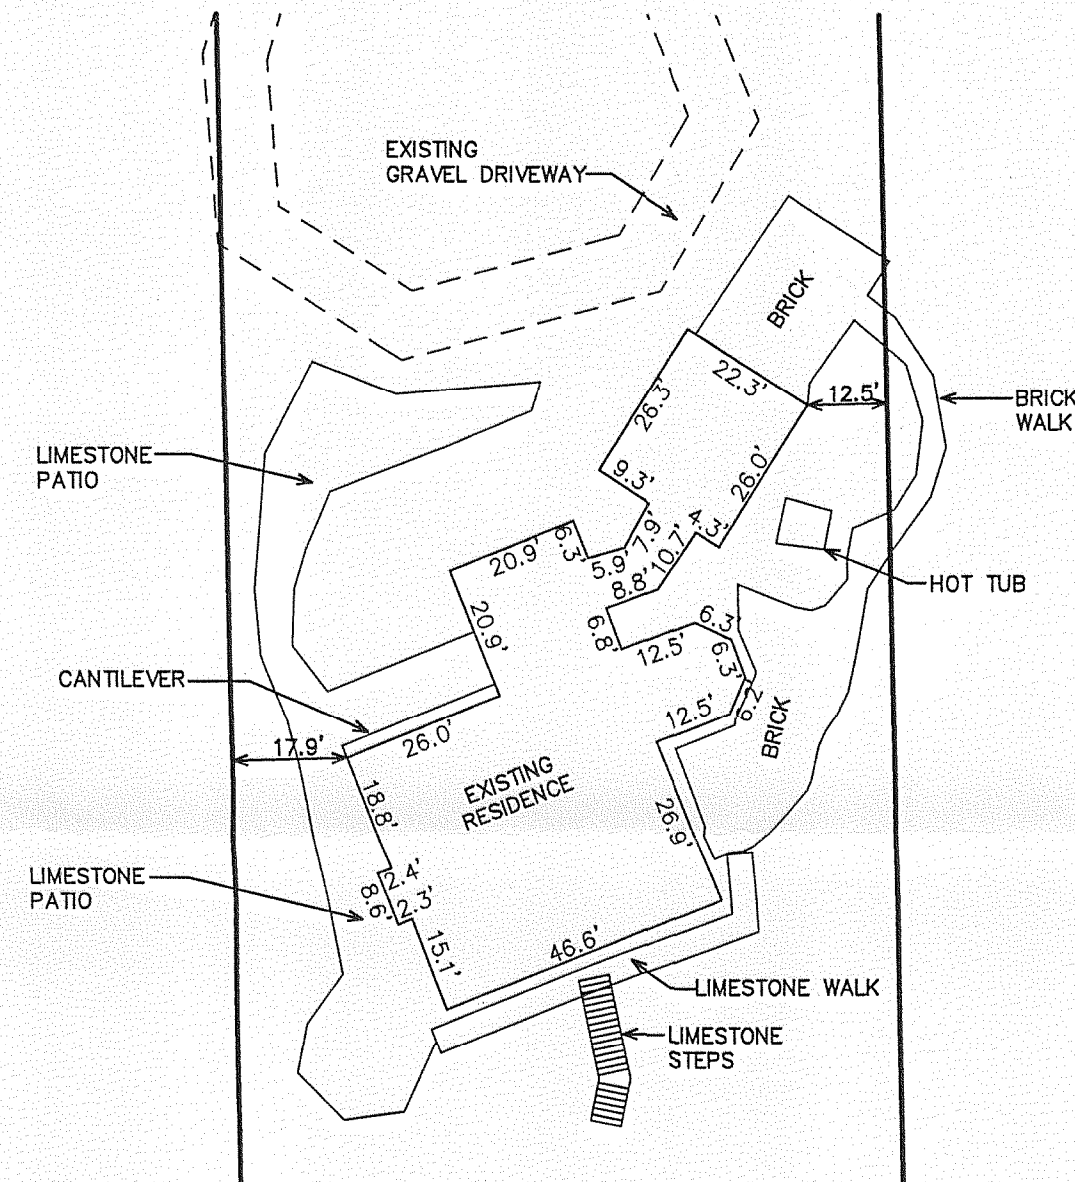 EXISTING
GRAVEL DRIVEWAY
BRICK
22.3'
26.3'
12.5'
BRICK
WALK
LIMESTONE
PATIO
9.3'
26.0'
4.3'
7.9'
6.3'
20.9'
5.9'
10.7'
8.8'
HOT TUB
20.9'
6.8'
6.3'
12.5'
6.3'
CANTILEVER
6.2'
12.5'
BRICK
26.0'
17.9'
EXISTING
RESIDENCE
18.8'
26.9'
LIMESTONE
PATIO
2.4'
8.6'
2.3'
15.1'
46.6'
LIMESTONE WALK
LIMESTONE
STEPS